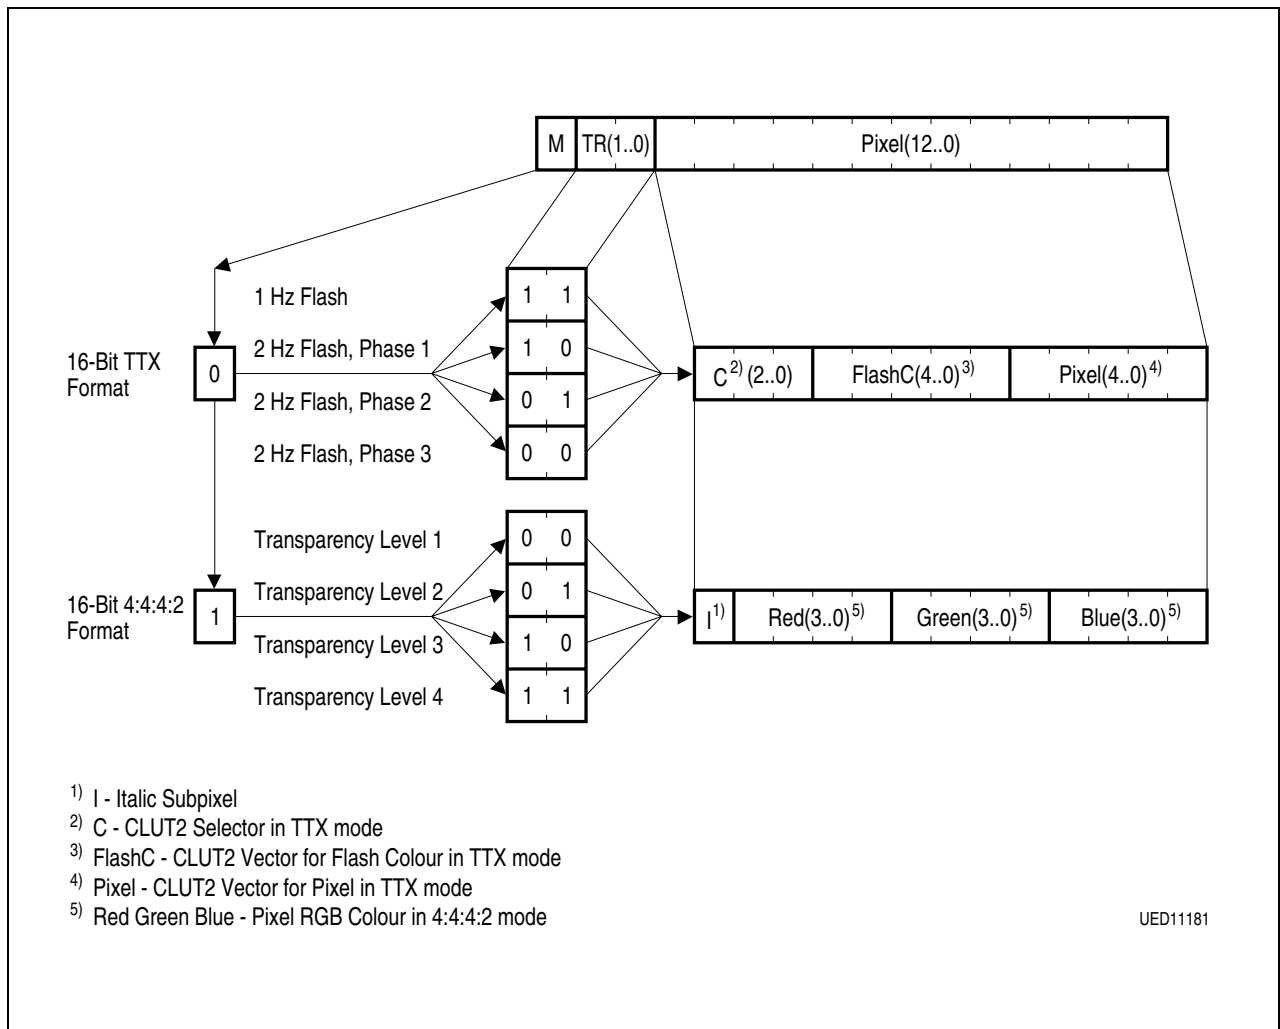 M TR(1..0) Pixel(12..0)
1 Hz Flash 1 1
16-Bit TTX Format 0 2 Hz Flash, Phase 1 1 0 C2) (2..0) FlashC(4..0)3) Pixel(4..0)4)
2 Hz Flash, Phase 2 0 1
2 Hz Flash, Phase 3 0 0
Transparency Level 1 0 0
16-Bit 4:4:4:2 Format 1 Transparency Level 2 0 1 I1) Red(3..0)5) Green(3..0)5) Blue(3..0)5)
Transparency Level 3 1 0
Transparency Level 4 1 1
1) I - Italic Subpixel
2) C - CLUT2 Selector in TTX mode
3) FlashC - CLUT2 Vector for Flash Colour in TTX mode
4) Pixel - CLUT2 Vector for Pixel in TTX mode
5) Red Green Blue - Pixel RGB Colour in 4:4:4:2 mode
UED11181